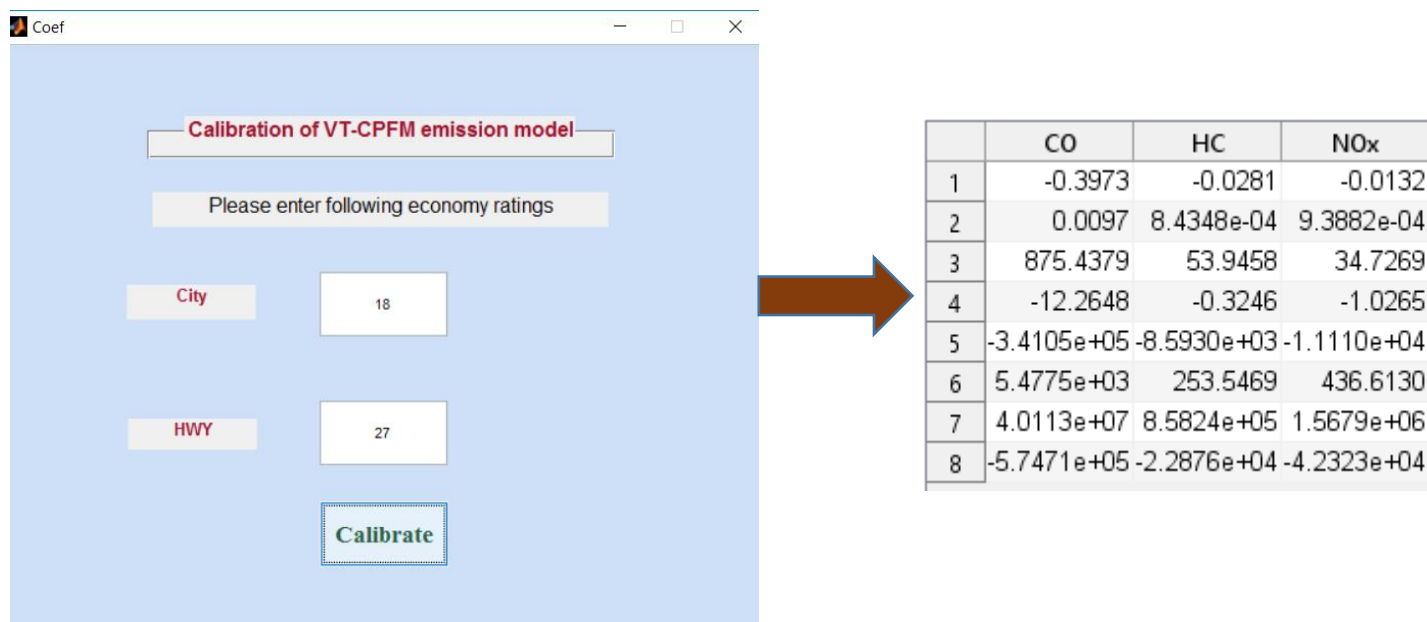 Coef
Calibration of VT-CPFM emission model
Please enter following economy ratings
City
18
HWY
27
Calibrate
CO HC NOx
1 -0.3973 -0.0281 -0.0132
2 0.0097 8.4348e-04 9.3882e-04
3 875.4379 53.9458 34.7269
4 -12.2648 -0.3246 -1.0265
5 -3.4105e+05 -8.5930e+03 -1.1110e+04
6 5.4775e+03 253.5469 436.6130
7 4.0113e+07 8.5824e+05 1.5679e+06
8 -5.7471e+05 -2.2876e+04 -4.2323e+04